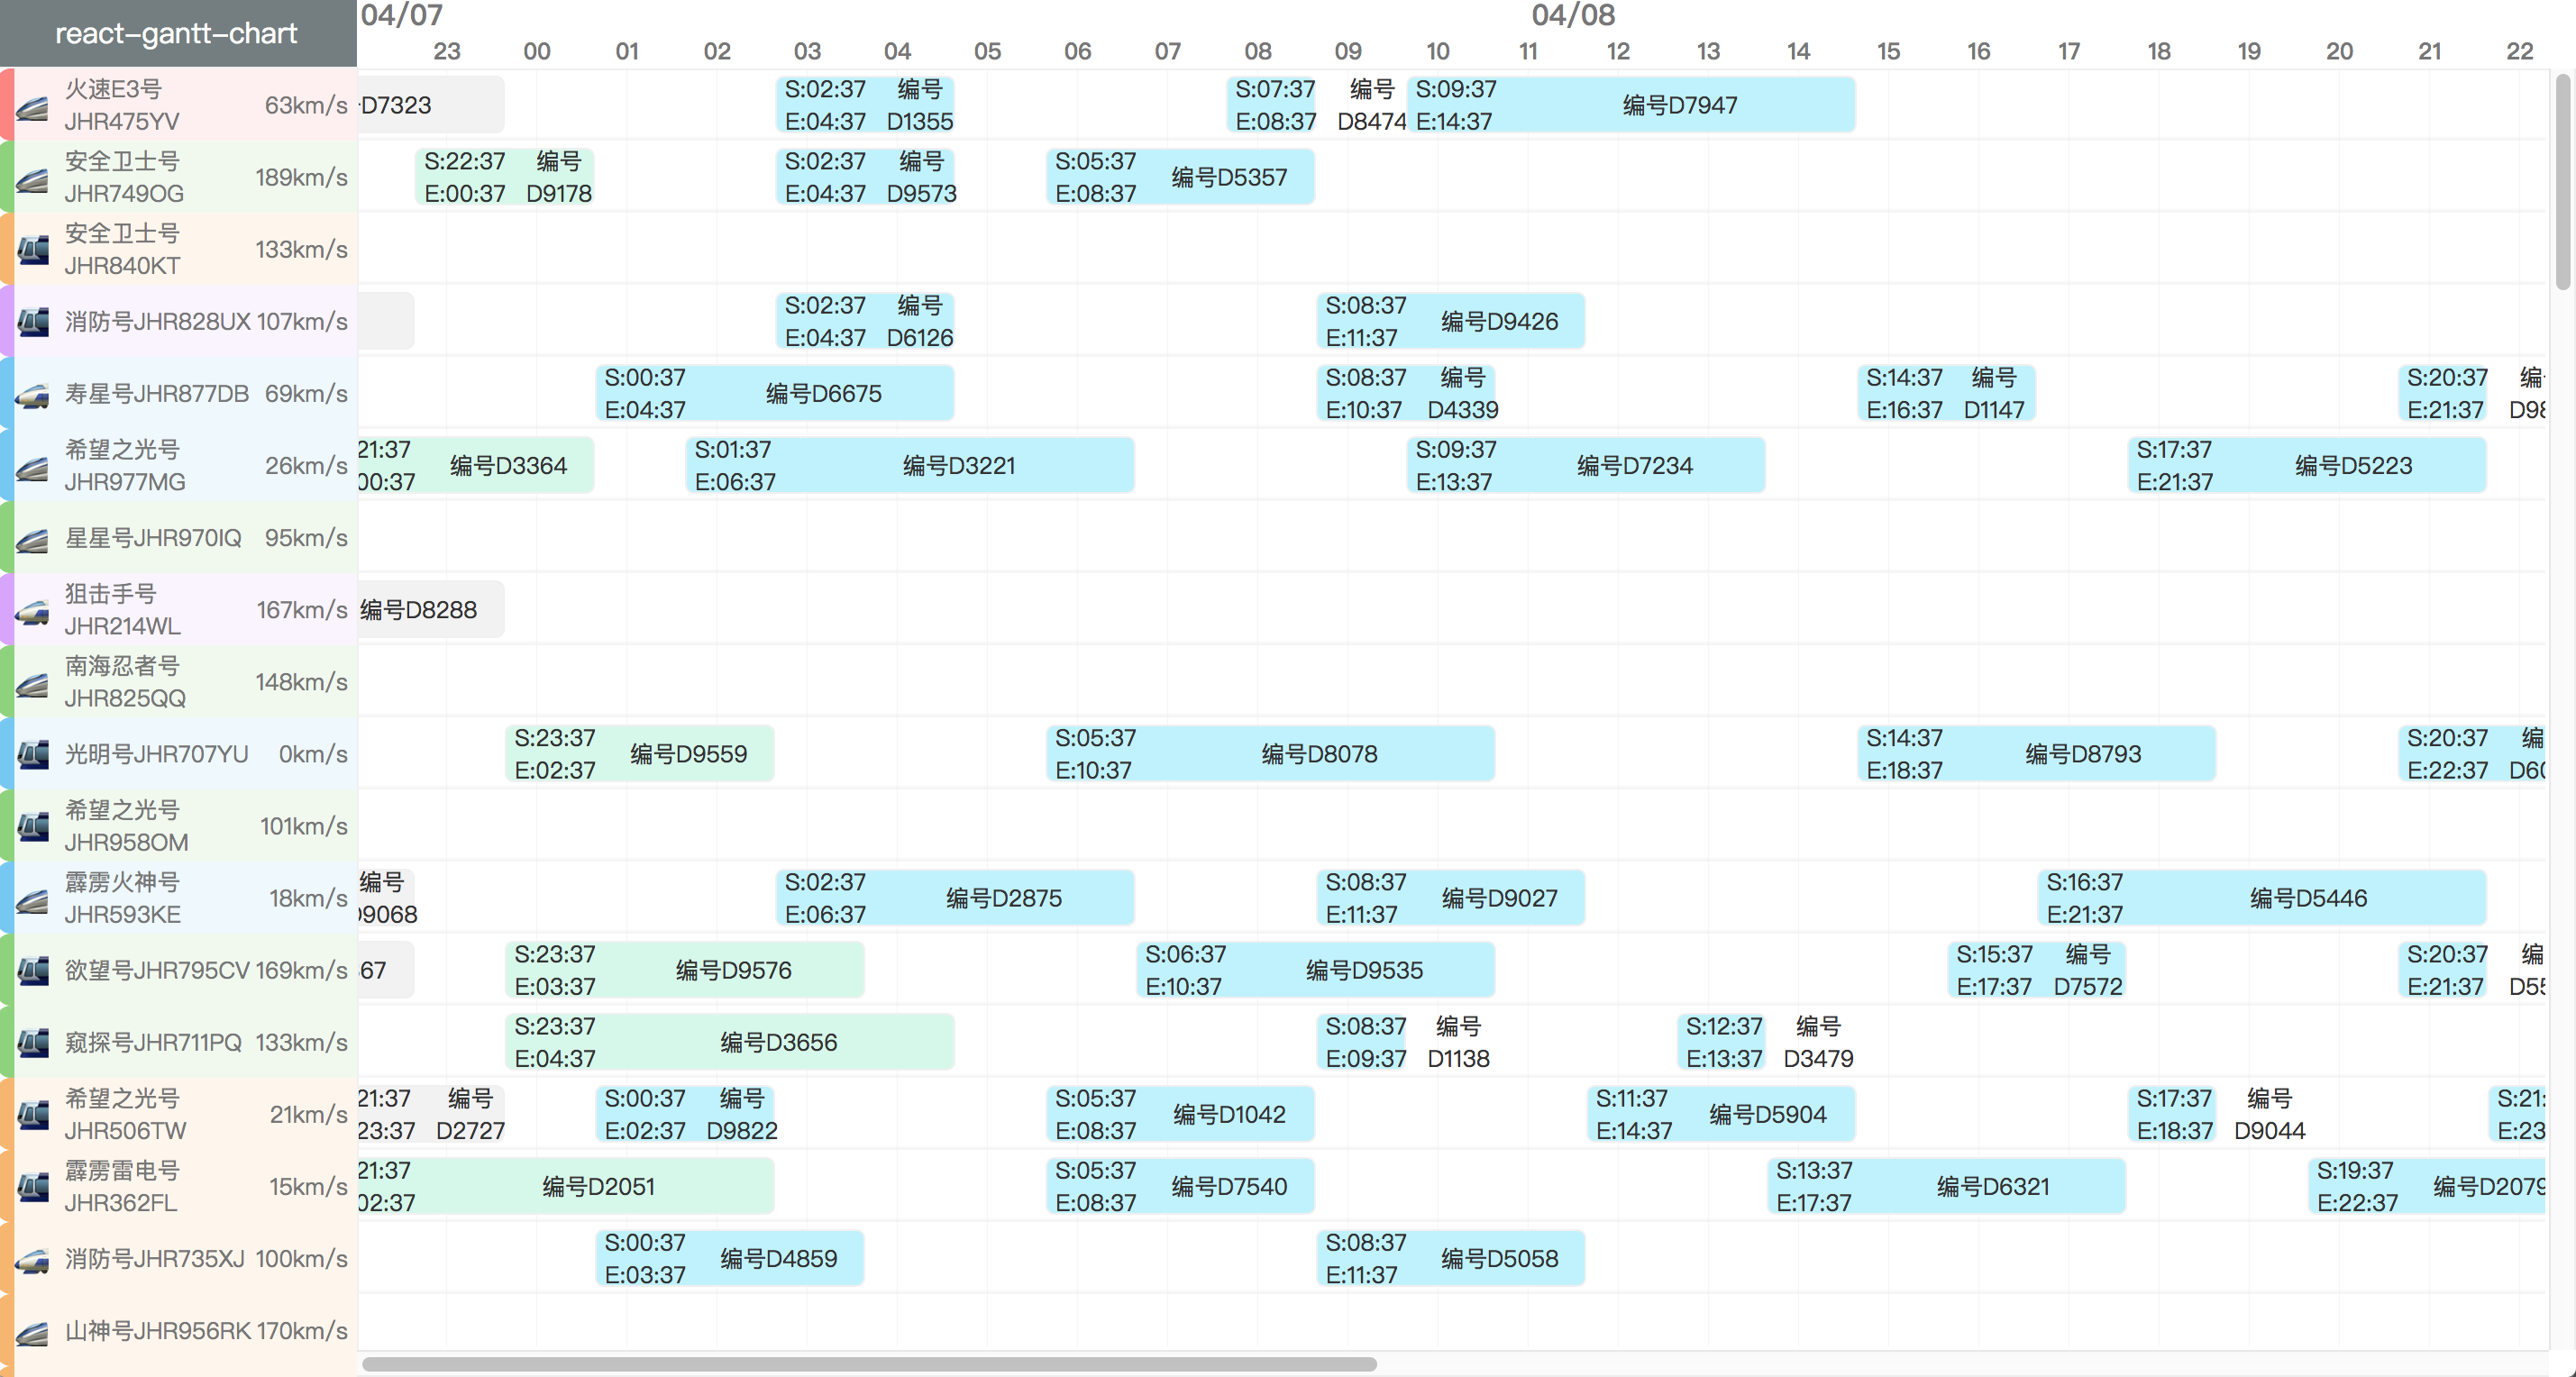 react-gantt-chart
04/07
04/08
23 00 01 02 03 04 05 06 07 08 09 10 11 12 13 14 15 16 17 18 19 20 21 22
火速E3号
JHR475YV
63km/s
D7323
S:02:37
E:04:37
编号
D1355
S:07:37
E:08:37
编号
D8474
S:09:37
E:14:37
编号D7947
安全卫士号
JHR749OG
189km/s
S:22:37
E:00:37
编号
D9178
S:02:37
E:04:37
编号
D9573
S:05:37
E:08:37
编号D5357
安全卫士号
JHR840KT
133km/s
消防号JHR828UX
107km/s
S:02:37
E:04:37
编号
D6126
S:08:37
E:11:37
编号D9426
寿星号JHR877DB
69km/s
S:00:37
E:04:37
编号D6675
S:08:37
E:10:37
编号
D4339
S:14:37
E:16:37
编号
D1147
S:20:37
E:21:37
编
D98
希望之光号
JHR977MG
26km/s
21:37
00:37
编号D3364
S:01:37
E:06:37
编号D3221
S:09:37
E:13:37
编号D7234
S:17:37
E:21:37
编号D5223
星星号JHR970IQ
95km/s
狙击手号
JHR214WL
167km/s
编号D8288
南海忍者号
JHR825QQ
148km/s
光明号JHR707YU
0km/s
S:23:37
E:02:37
编号D9559
S:05:37
E:10:37
编号D8078
S:14:37
E:18:37
编号D8793
S:20:37
E:22:37
编
D60
希望之光号
JHR958OM
101km/s
霹雳火神号
JHR593KE
18km/s
编号
D9068
S:02:37
E:06:37
编号D2875
S:08:37
E:11:37
编号D9027
S:16:37
E:21:37
编号D5446
欲望号JHR795CV
169km/s
67
S:23:37
E:03:37
编号D9576
S:06:37
E:10:37
编号D9535
S:15:37
E:17:37
编号
D7572
S:20:37
E:21:37
编
D55
窥探号JHR711PQ
133km/s
S:23:37
E:04:37
编号D3656
S:08:37
E:09:37
编号
D1138
S:12:37
E:13:37
编号
D3479
希望之光号
JHR506TW
21km/s
21:37
23:37
编号
D2727
S:00:37
E:02:37
编号
D9822
S:05:37
E:08:37
编号D1042
S:11:37
E:14:37
编号D5904
S:17:37
E:18:37
编号
D9044
S:21:
E:23
霹雳雷电号
JHR362FL
15km/s
21:37
02:37
编号D2051
S:05:37
E:08:37
编号D7540
S:13:37
E:17:37
编号D6321
S:19:37
E:22:37
编号D2079
消防号JHR735XJ
100km/s
S:00:37
E:03:37
编号D4859
S:08:37
E:11:37
编号D5058
山神号JHR956RK
170km/s